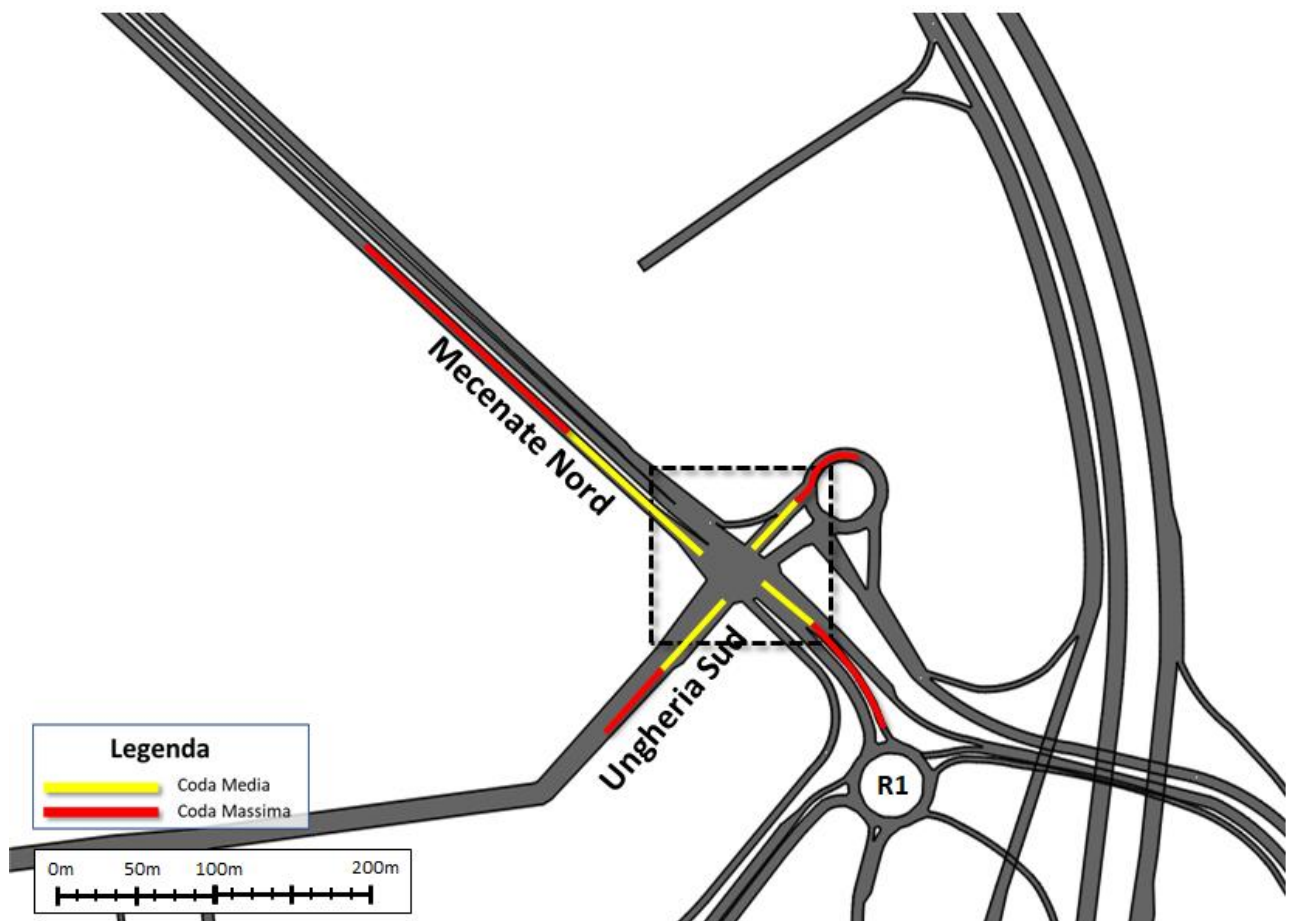 Mecenate Nord
Ungheria Sud
R1
Legenda
Coda Media
Coda Massima
0m 50m 100m 200m